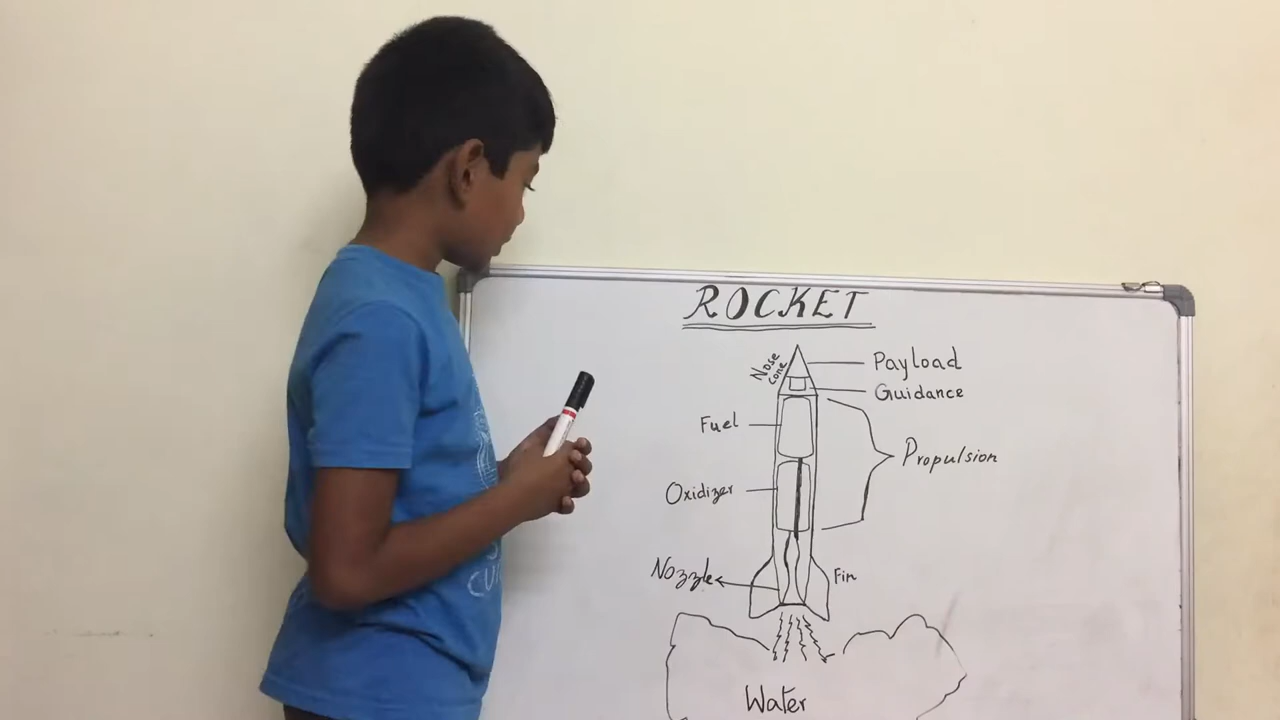 ROCKET
Nose
cone
Payload
Guidance
Fuel
Propulsion
Oxidizer
Nozzle
Fin
Water